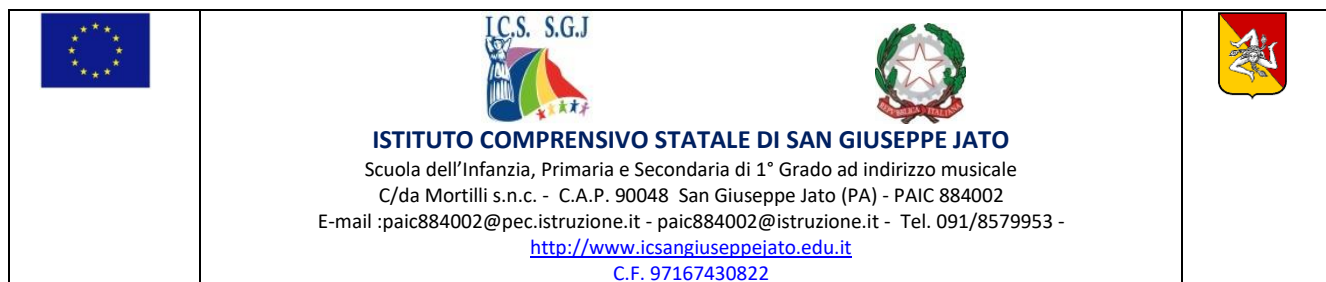 I.C.S. S.G.J
ISTITUTO COMPRENSIVO STATALE DI SAN GIUSEPPE JATO
Scuola dell’Infanzia, Primaria e Secondaria di 1° Grado ad indirizzo musicale
C/da Mortilli s.n.c. - C.A.P. 90048 San Giuseppe Jato (PA) - PAIC 884002
E-mail :paic884002@pec.istruzione.it - paic884002@istruzione.it - Tel. 091/8579953 -
http://www.icsangiuseppejato.edu.it
C.F. 97167430822